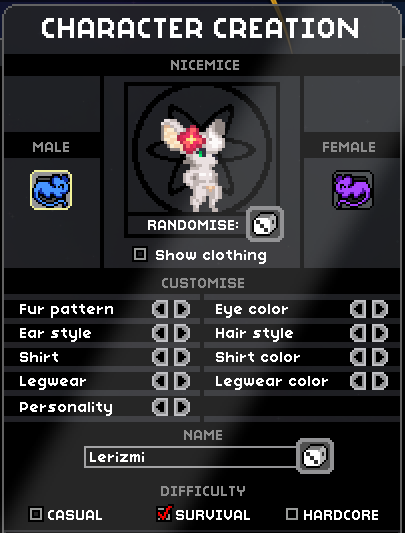 CHARACTER CREATION
NICEMICE
MALE
FEMALE
RANDOMISE:
Show clothing
CUSTOMISE
Fur pattern
Eye color
Ear style
Hair style
Shirt
Shirt color
Legwear
Legwear color
Personality
NAME
Lerizmi
DIFFICULTY
CASUAL
SURVIVAL
HARDCORE